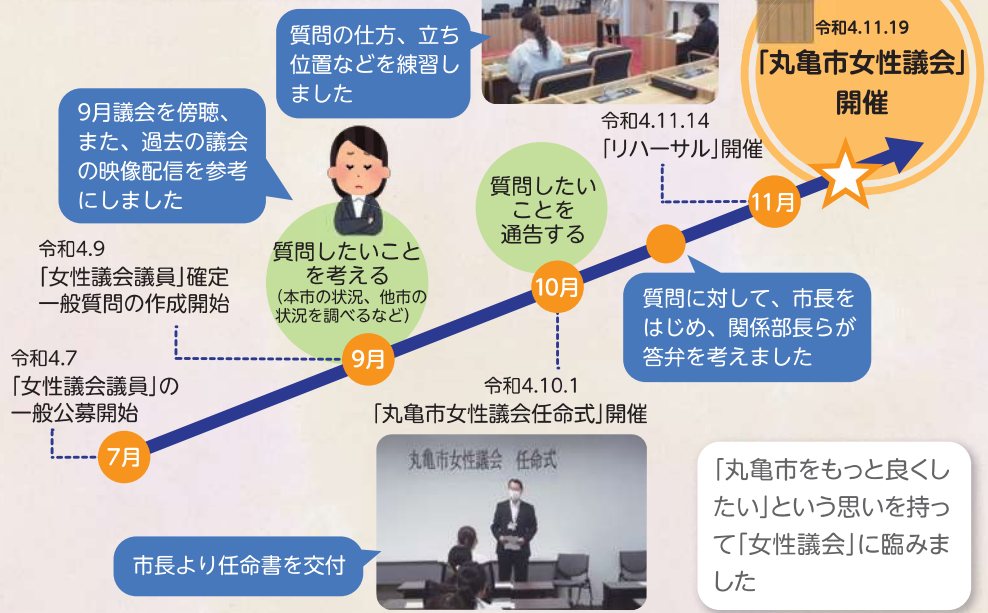 質問の仕方、立ち
位置などを練習し
ました
令和4.11.19
「丸亀市女性議会」
開催
9月議会を傍聴、
また、過去の議会
の映像配信を参考
にしました
令和4.11.14
「リハーサル」開催
質問したい
ことを
通告する
11月
令和4.9
「女性議会議員」確定
一般質問の作成開始
質問したいこと
を考える
（本市の状況、他市の
状況を調べるなど）
10月
質問に対して、市長を
はじめ、関係部長らが
答弁を考えました
令和4.7
「女性議会議員」の
一般公募開始
9月
令和4.10.1
「丸亀市女性議会任命式」開催
7月
丸亀市女性議会 任命式
市長より任命書を交付
「丸亀市をもっと良くし
たい」という思いを持っ
て「女性議会」に臨みま
した